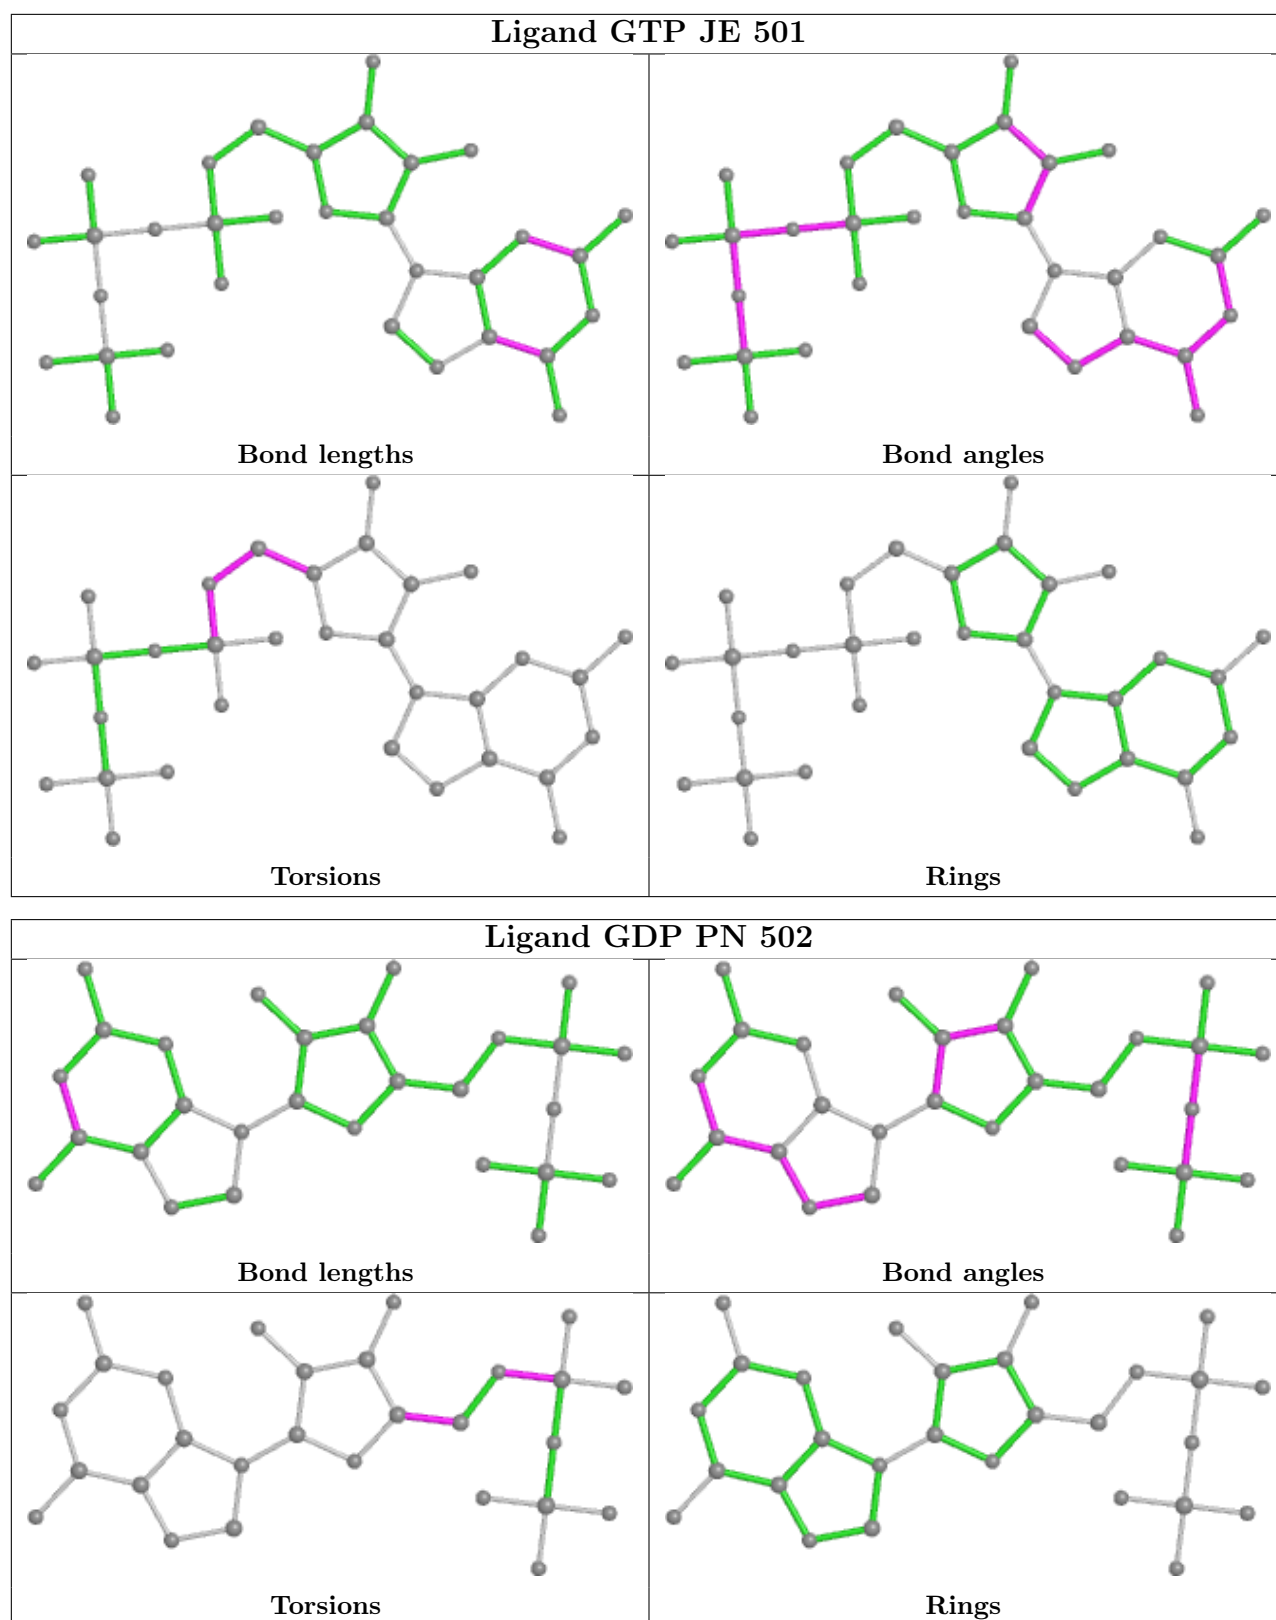 Ligand GTP JE 501
Bond lengths
Bond angles
Torsions
Rings
Ligand GDP PN 502
Bond lengths
Bond angles
Torsions
Rings